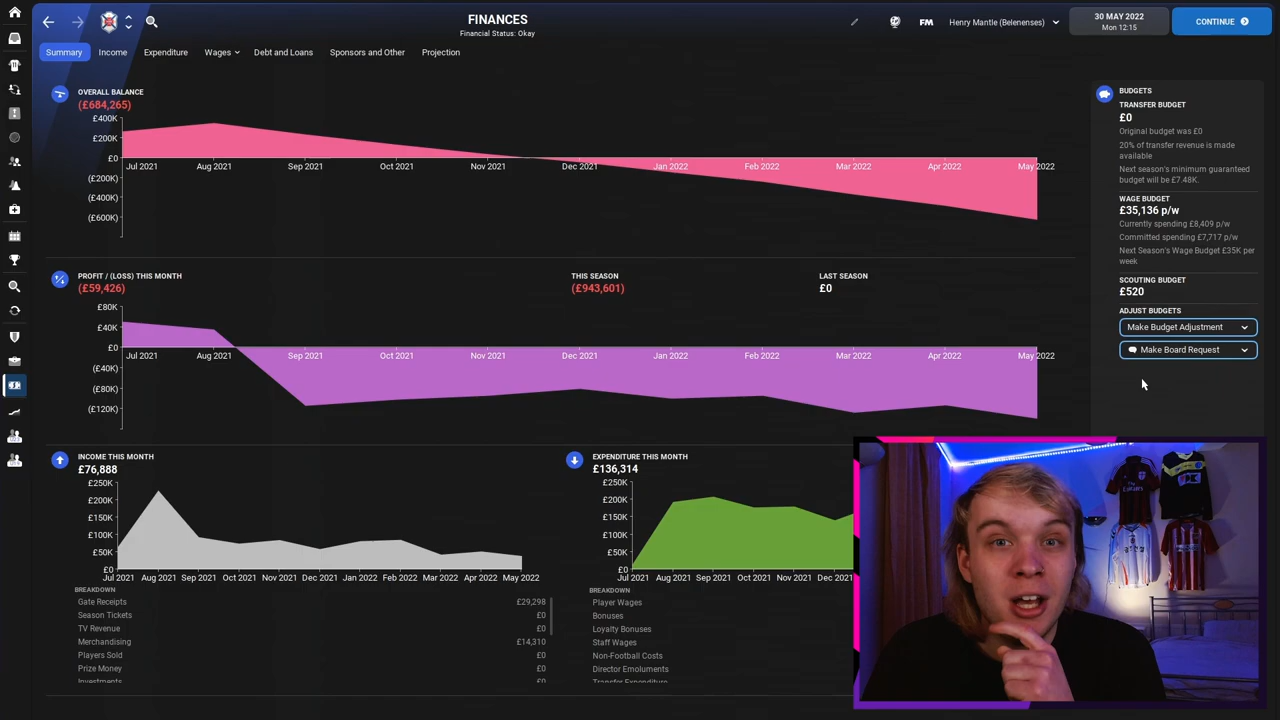 FINANCES
Financial Status: Okay
FM
Henry Mantle (Belenenses)
30 MAY 2022
Mon 12:15
CONTINUE
Summary
Income
Expenditure
Wages
Debt and Loans
Sponsors and Other
Projection
OVERALL BALANCE
(£684,265)
£400K
£200K
£0
(£200K)
(£400K)
(£600K)
Jul 2021
Aug 2021
Sep 2021
Oct 2021
Nov 2021
Dec 2021
Jan 2022
Feb 2022
Mar 2022
Apr 2022
May 2022
PROFIT / (LOSS) THIS MONTH
(£59,426)
THIS SEASON
(£943,601)
LAST SEASON
£0
£80K
£40K
£0
(£40K)
(£80K)
(£120K)
Jul 2021
Aug 2021
Sep 2021
Oct 2021
Nov 2021
Dec 2021
Jan 2022
Feb 2022
Mar 2022
Apr 2022
May 2022
INCOME THIS MONTH
£76,888
£250K
£200K
£150K
£100K
£50K
£0
Jul 2021
Aug 2021
Sep 2021
Oct 2021
Nov 2021
Dec 2021
Jan 2022
Feb 2022
Mar 2022
Apr 2022
May 2022
BREAKDOWN
Gate Receipts £29,298
Season Tickets £0
TV Revenue £0
Merchandising £14,310
Players Sold £0
Prize Money £0
Investments £0
EXPENDITURE THIS MONTH
£136,314
£250K
£200K
£150K
£100K
£50K
£0
Jul 2021
Aug 2021
Sep 2021
Oct 2021
Nov 2021
Dec 2021
BREAKDOWN
Player Wages
Bonuses
Loyalty Bonuses
Staff Wages
Non-Football Costs
Director Emoluments
Transfer Expenditure
BUDGETS
TRANSFER BUDGET
£0
Original budget was £0
20% of transfer revenue is made
available
Next season's minimum guaranteed
budget will be £7.48K.
WAGE BUDGET
£35,136 p/w
Currently spending £8,409 p/w
Committed spending £7,717 p/w
Next Season's Wage Budget £35K per
week
SCOUTING BUDGET
£520
ADJUST BUDGETS
Make Budget Adjustment
Make Board Request